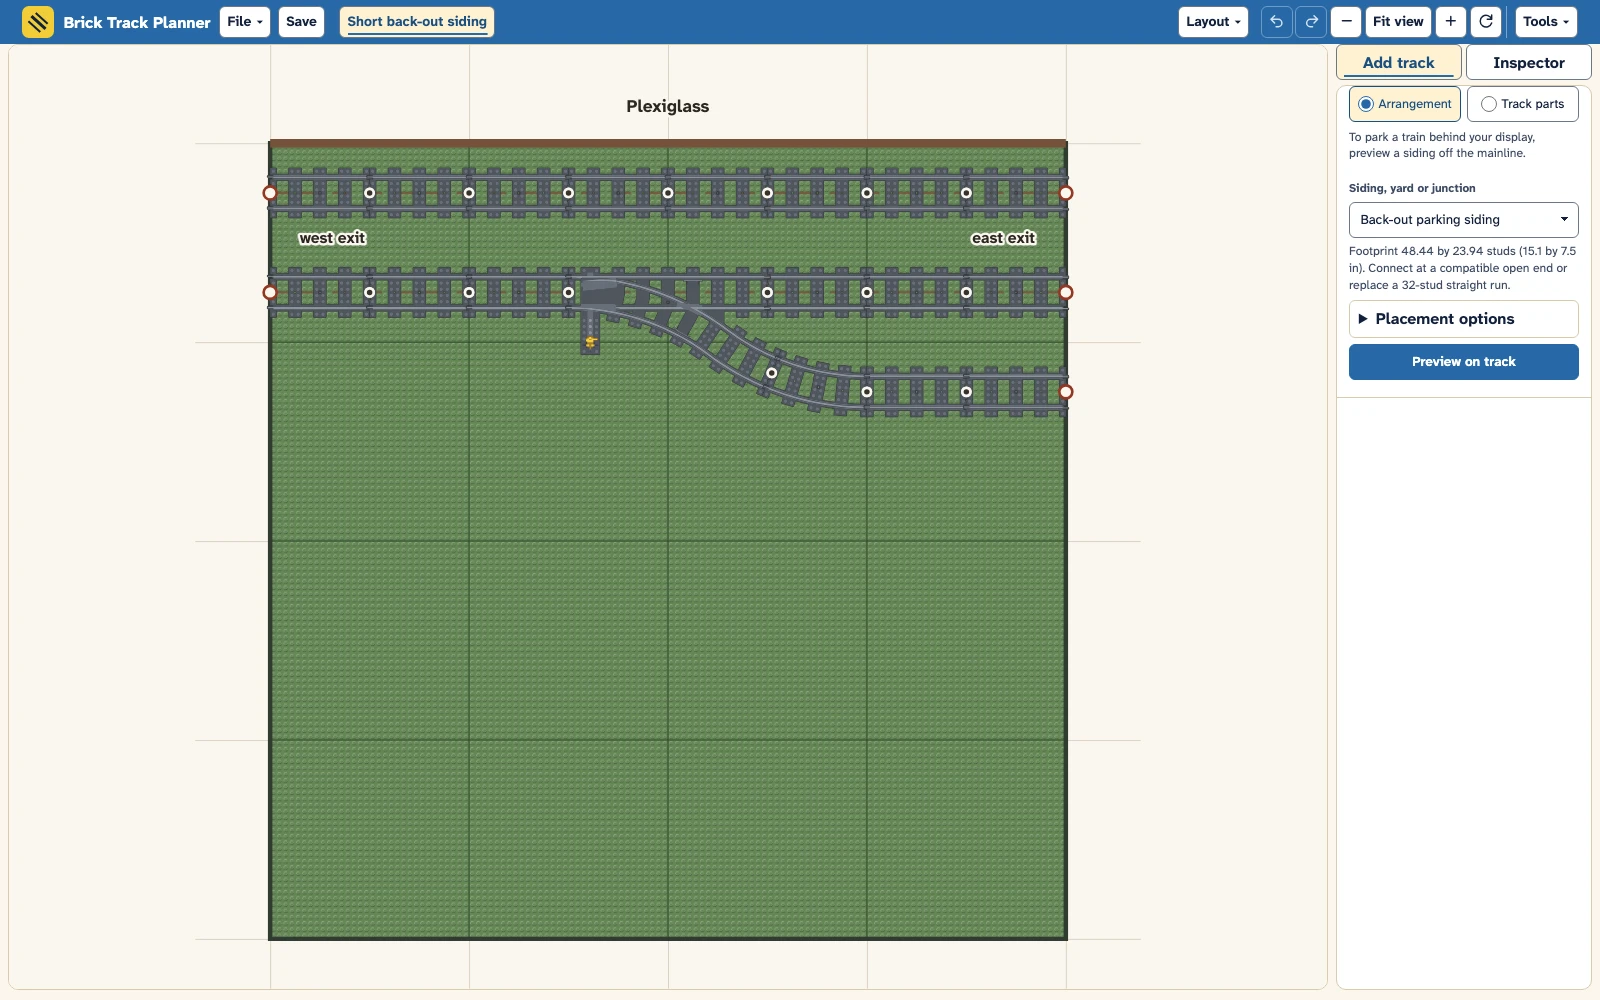 Brick Track Planner
File
Save
Short back-out siding
Layout
Fit view
Tools
Add track
Inspector
Arrangement
Track parts
To park a train behind your display,
preview a siding off the mainline.
Siding, yard or junction
Back-out parking siding
Footprint 48.44 by 23.94 studs (15.1 by 7.5
in). Connect at a compatible open end or
replace a 32-stud straight run.
Placement options
Preview on track
Plexiglass
west exit
east exit